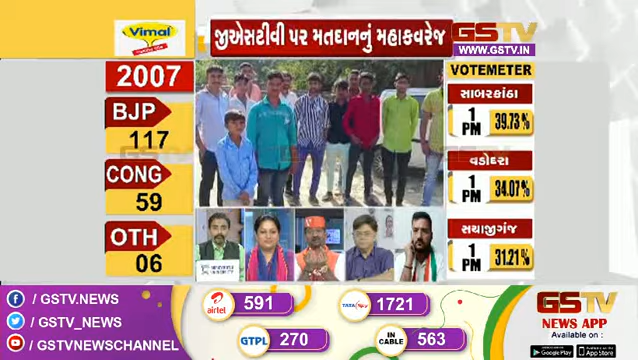 Vimal
જીએસટીવી પર મતદાનનું મહાકવરેજ
GSTV
WWW.GSTV.IN
2007
BJP
117
CONG
59
OTH
06
VOTEMETER
સાબરકાંઠા
1 PM 39.73%
વડોદરા
1 PM 34.07%
સયાજીગંજ
1 PM 31.21%
/ GSTV.NEWS
/ GSTV_NEWS
/ GSTVNEWSCHANNEL
airtel 591
TATA 1721
GTPL 270
IN CABLE 563
GSTV
NEWS APP
Available on :
Google Play
App Store